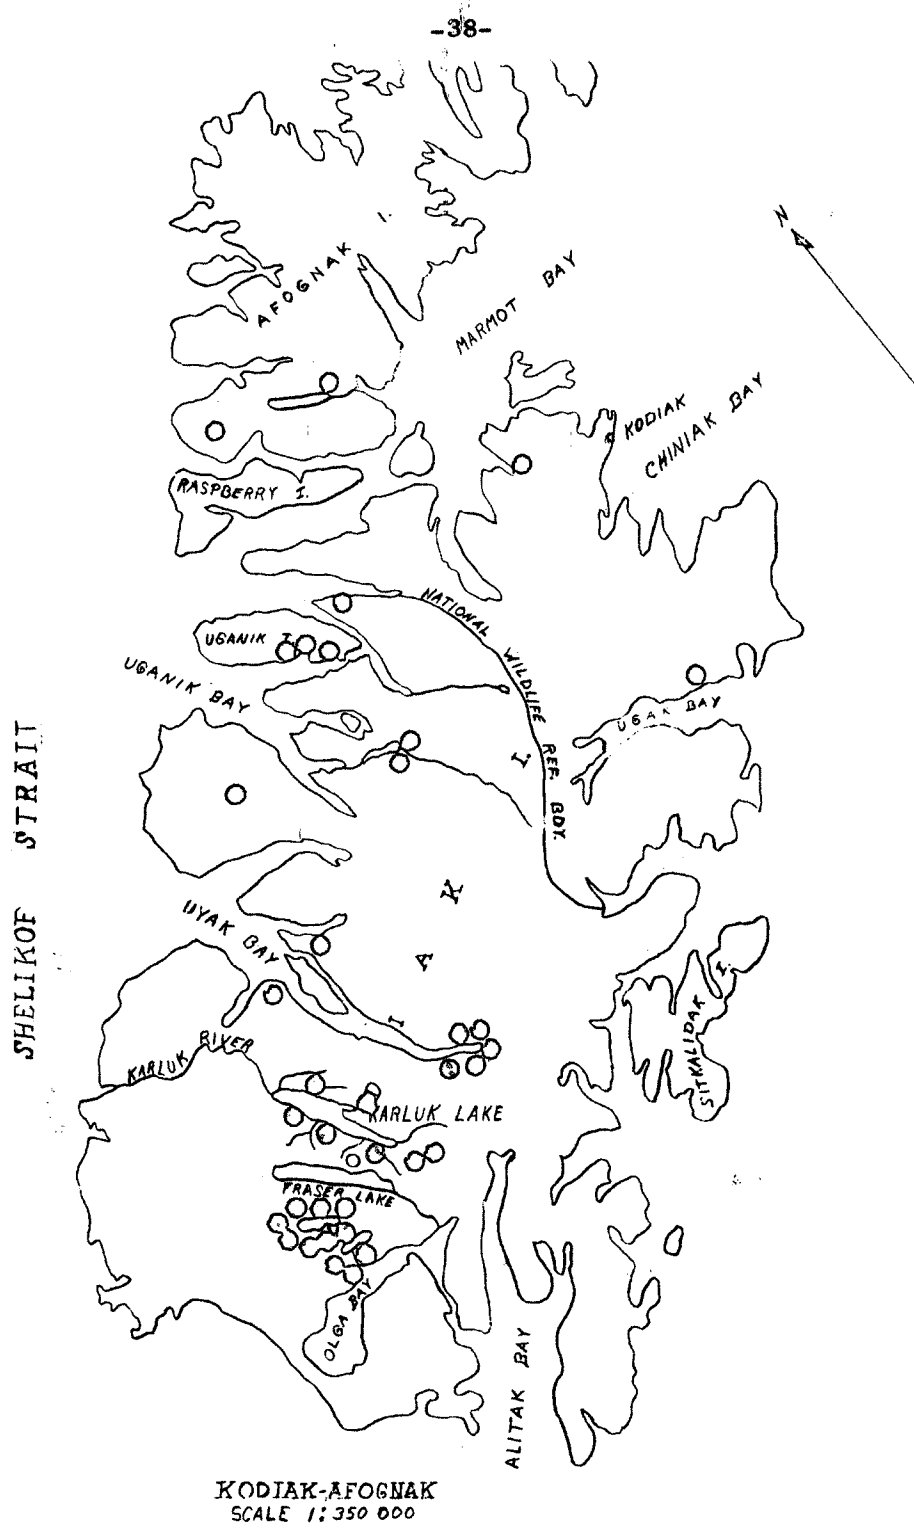 -38-
AFOGNAK I.
MARMOT BAY
N
KODIAK
CHINIAK BAY
RASPBERRY I.
NATIONAL WILDLIFE REF. BDY.
UGANIK I.
UGANIK BAY
UGAK BAY
SHELIKOF STRAIT
K
A
I
I.
UYAK BAY
SITKALIDAK I.
KARLUK RIVER
KARLUK LAKE
FRASER LAKE
OLGA BAY
ALITAK BAY
KODIAK-AFOGNAK
SCALE 1:350 000